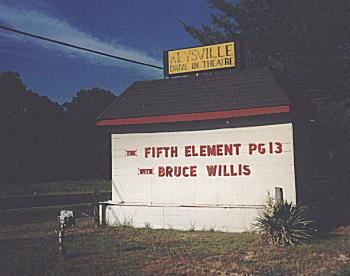 KEYSVILLE
DRIVE IN THEATRE
THE FIFTH ELEMENT PG13
WITH BRUCE WILLIS